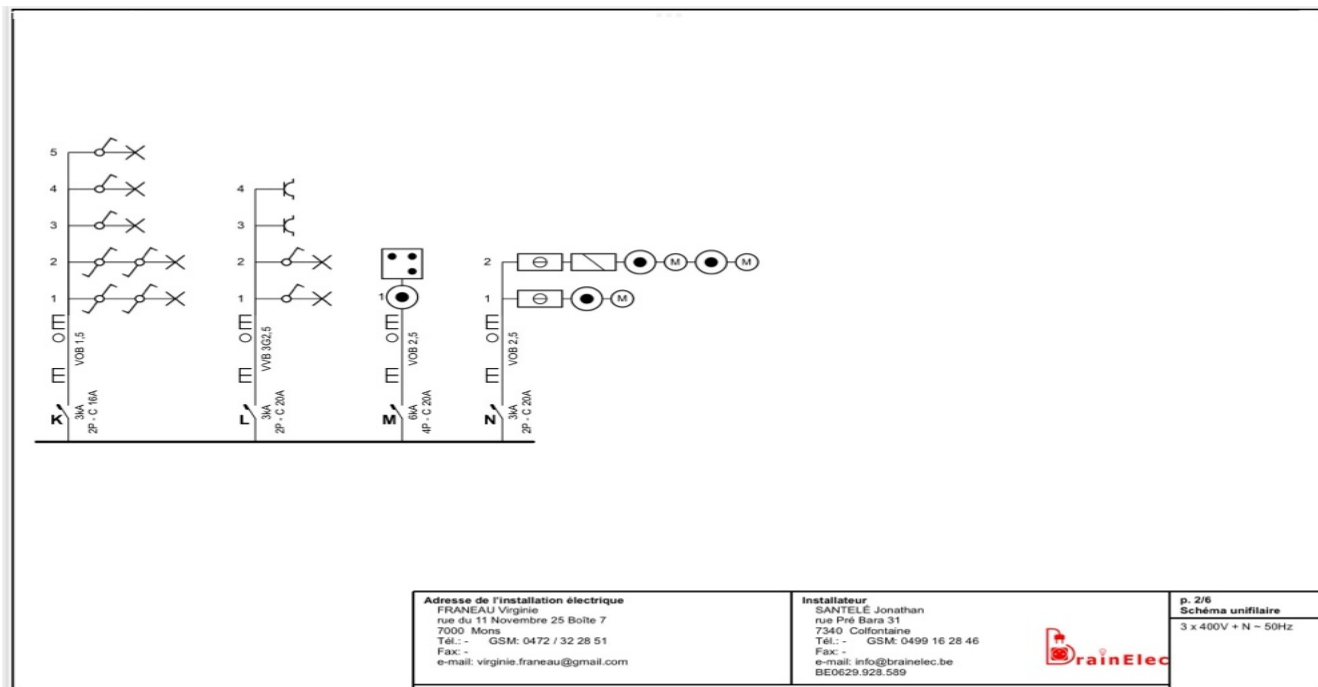 5
4
3
2
1
VOB 1,5
K
3kA
2P - C 16A
4
3
2
1
VVB 3G2,5
L
3kA
2P - C 20A
1
VOB 2,5
M
6kA
4P - C 20A
2
M
M
1
M
VOB 2,5
N
3kA
2P - C 20A
Adresse de l'installation électrique
FRANEAU Virginie
rue du 11 Novembre 25 Boîte 7
7000 Mons
Tél.: - GSM: 0472 / 32 28 51
Fax: -
e-mail: virginie.franeau@gmail.com
Installateur
SANTELÉ Jonathan
rue Pré Bara 31
7340 Colfontaine
Tél.: - GSM: 0499 16 28 46
Fax: -
e-mail: info@brainelec.be
BE0629.928.589
BrainElec
p. 2/6
Schéma unifilaire
3 x 400V + N ~ 50Hz